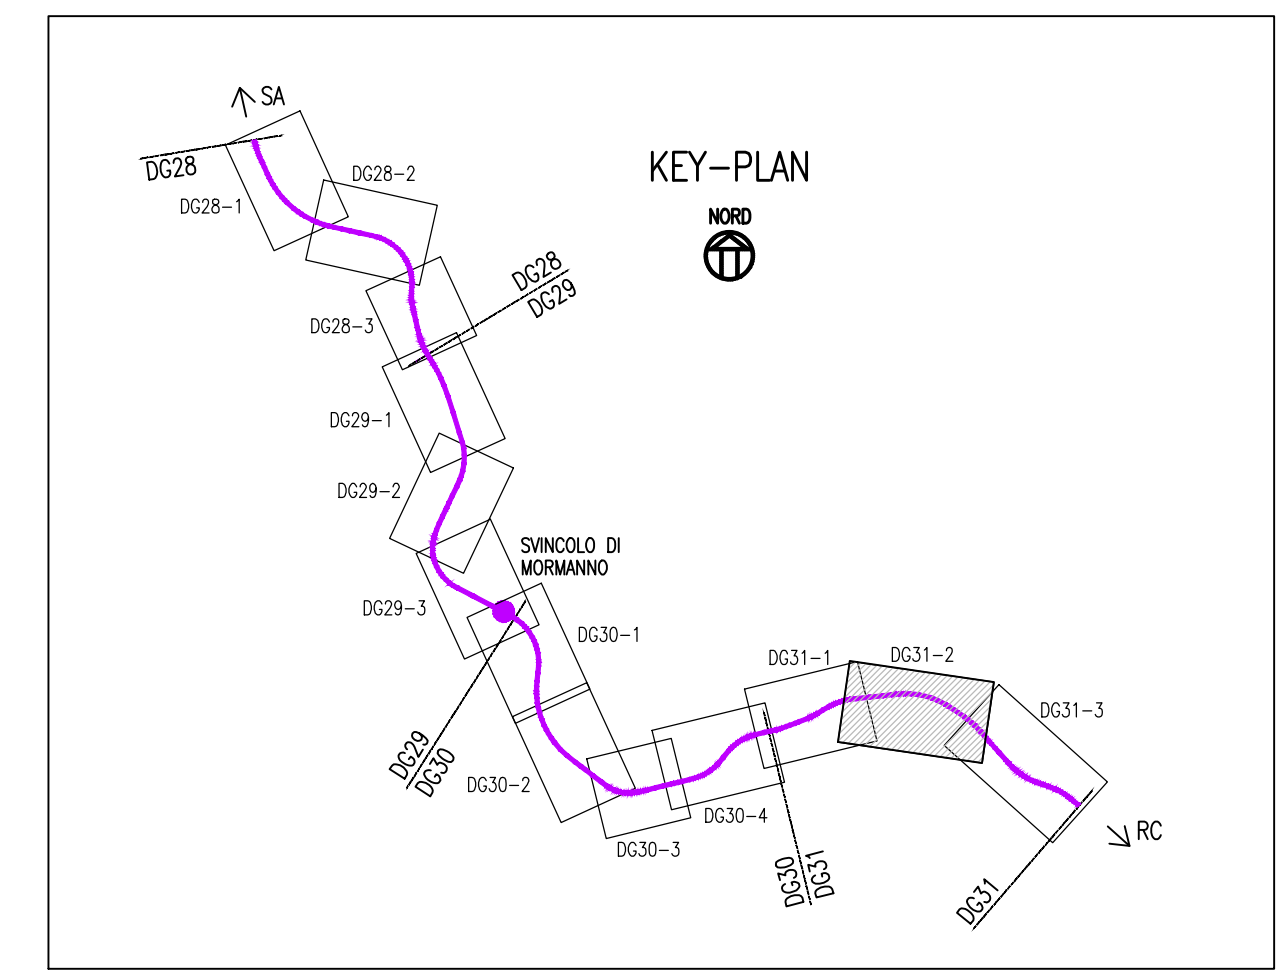 SA
DG28
DG28-1
DG28-2
KEY-PLAN
NORD
DG28
DG29
DG28-3
DG29-1
DG29-2
SVINCOLO DI
MORMANNO
DG29-3
DG30-1
DG31-1
DG31-2
DG31-3
DG29
DG30
DG30-2
DG30-4
DG30-3
RC
DG30
DG31
DG31